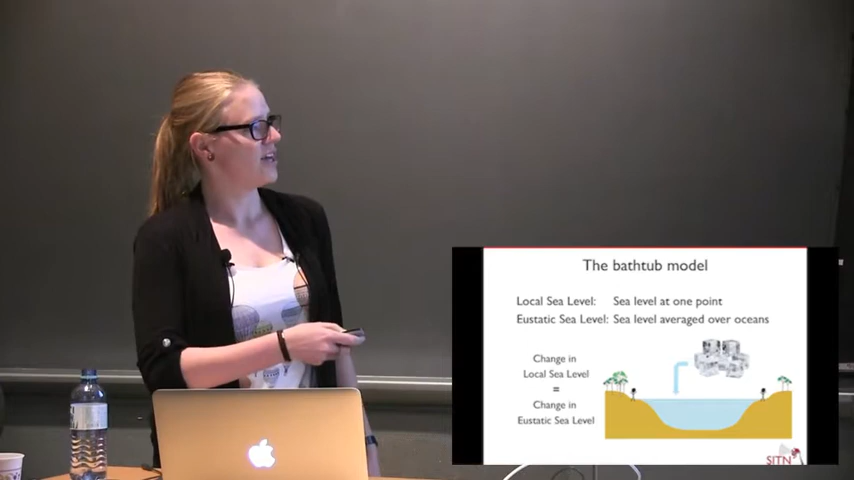 The bathtub model
Local Sea Level: Sea level at one point
Eustatic Sea Level: Sea level averaged over oceans
Change in
Local Sea Level
=
Change in
Eustatic Sea Level
SITN